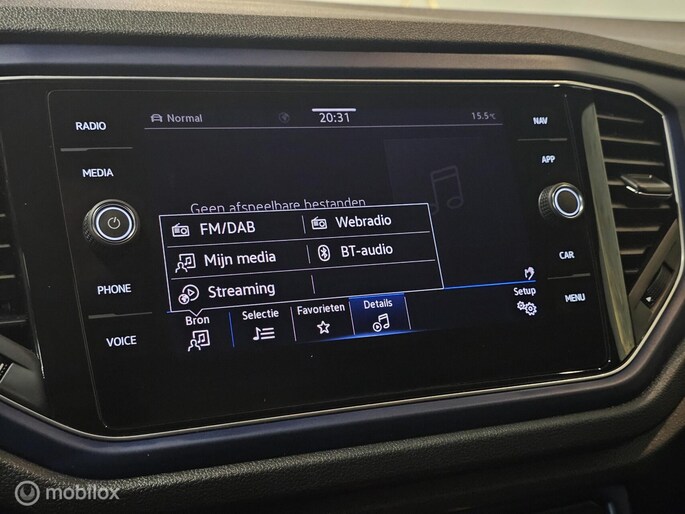 RADIO
MEDIA
PHONE
VOICE
Normal
20:31
15.5°C
NAV
APP
CAR
MENU
Geen afspeelbare bestanden
FM/DAB
Webradio
Mijn media
BT-audio
Streaming
Bron
Selectie
Favorieten
Details
Setup
mobilox